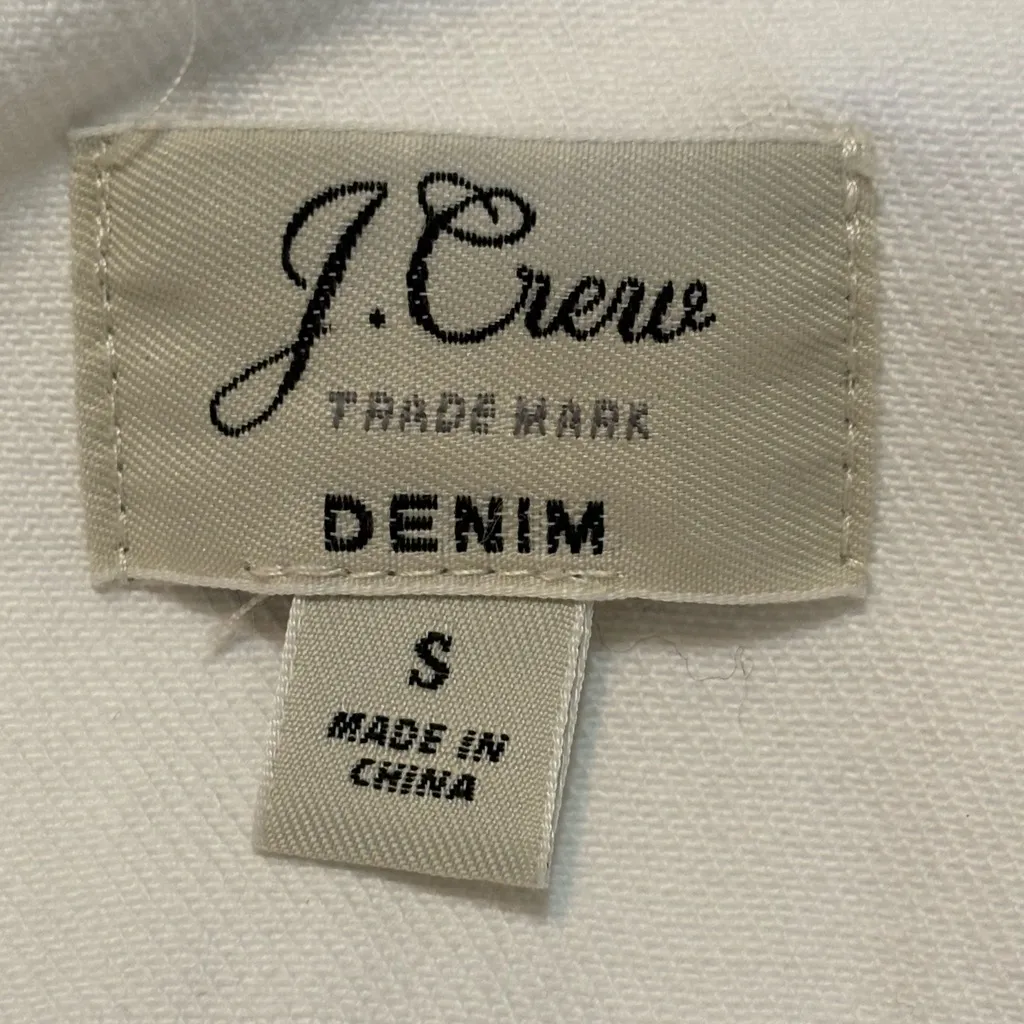 J.Crew
TRADE MARK
DENIM
S
MADE IN
CHINA